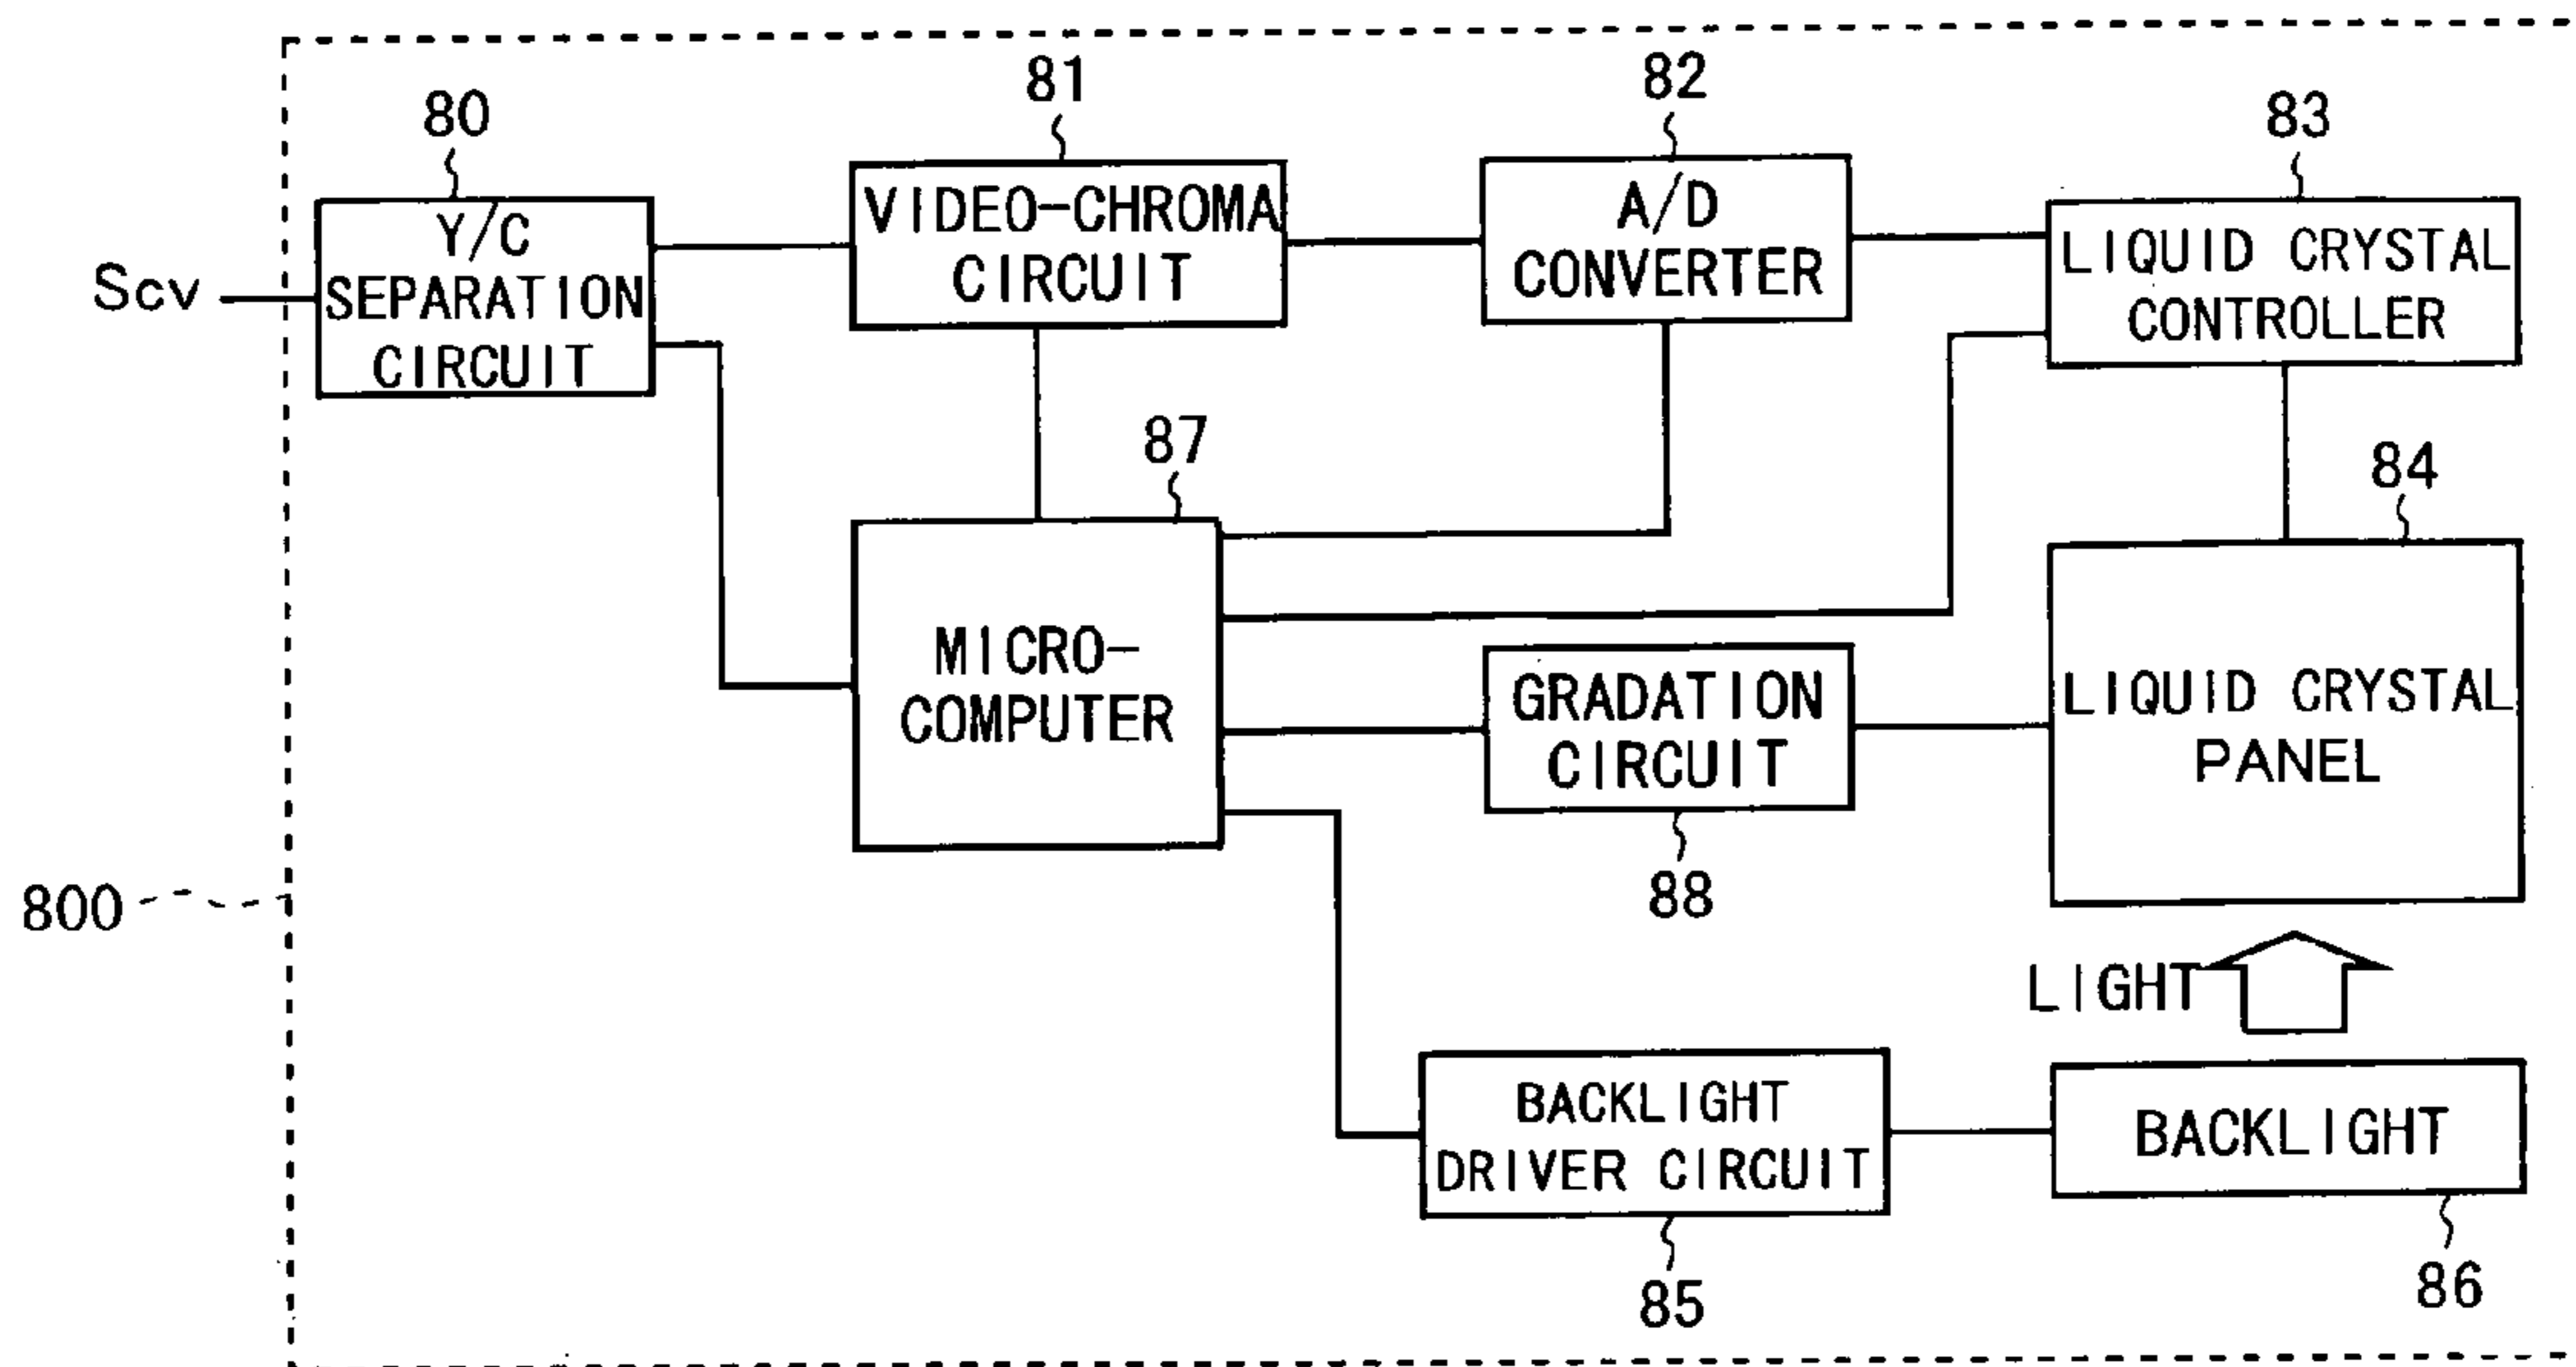 81
82
80
83
VIDEO-CHROMA
CIRCUIT
A/D
CONVERTER
Y/C
SEPARATION
CIRCUIT
LIQUID CRYSTAL
CONTROLLER
Scv
87
84
MICRO-
COMPUTER
GRADATION
CIRCUIT
LIQUID CRYSTAL
PANEL
88
800
LIGHT
BACKLIGHT
DRIVER CIRCUIT
BACKLIGHT
85
86